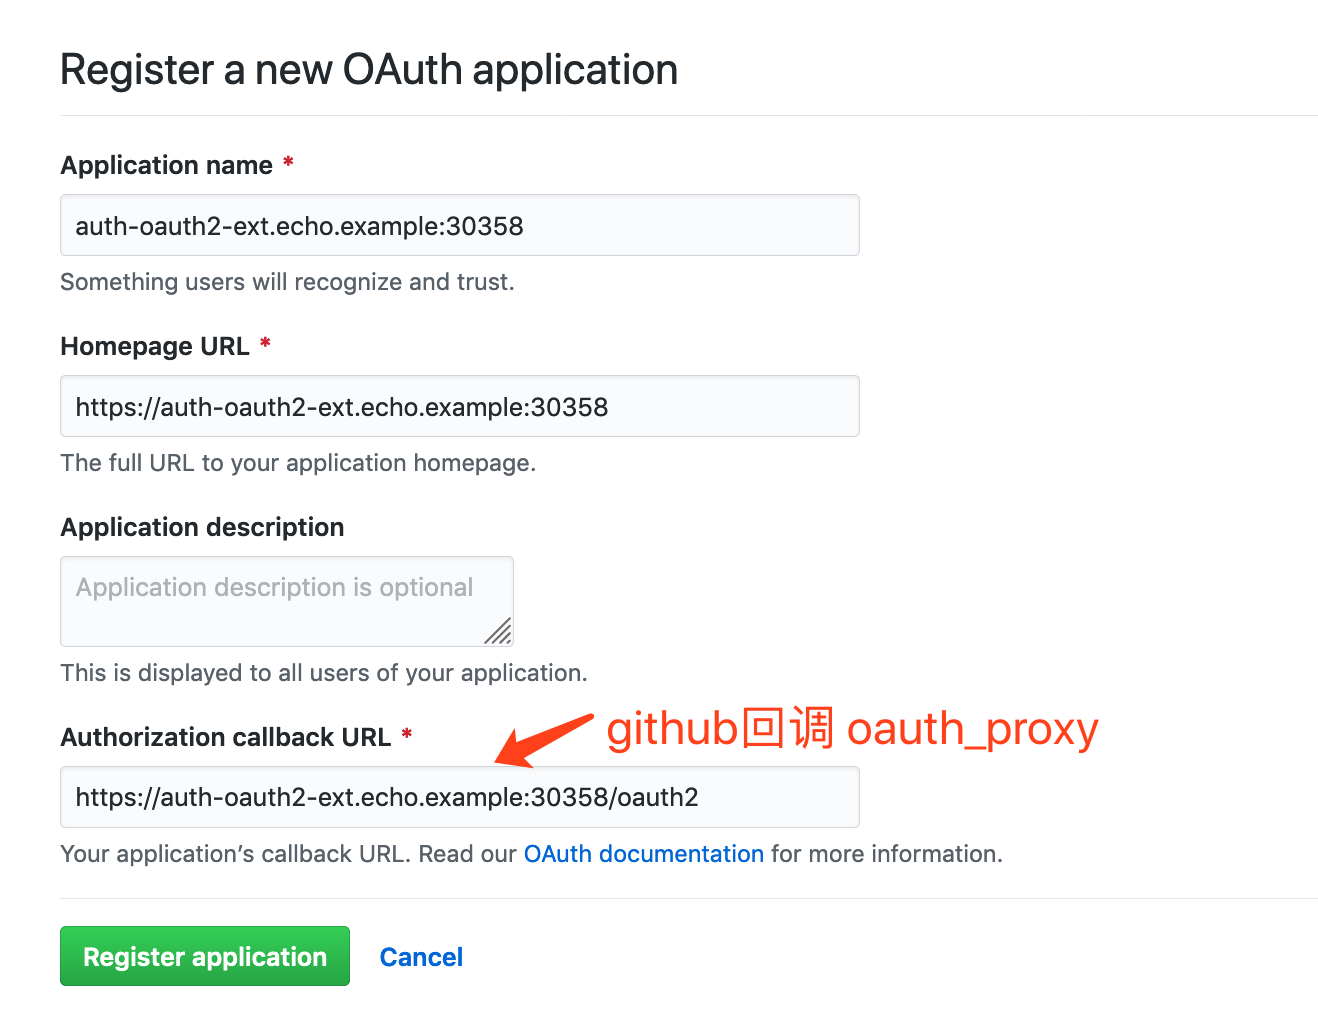 Register a new OAuth application
Application name *
auth-oauth2-ext.echo.example:30358
Something users will recognize and trust.
Homepage URL *
https://auth-oauth2-ext.echo.example:30358
The full URL to your application homepage.
Application description
Application description is optional
This is displayed to all users of your application.
github回调 oauth_proxy
Authorization callback URL *
https://auth-oauth2-ext.echo.example:30358/oauth2
Your application’s callback URL. Read our OAuth documentation for more information.
Register application Cancel